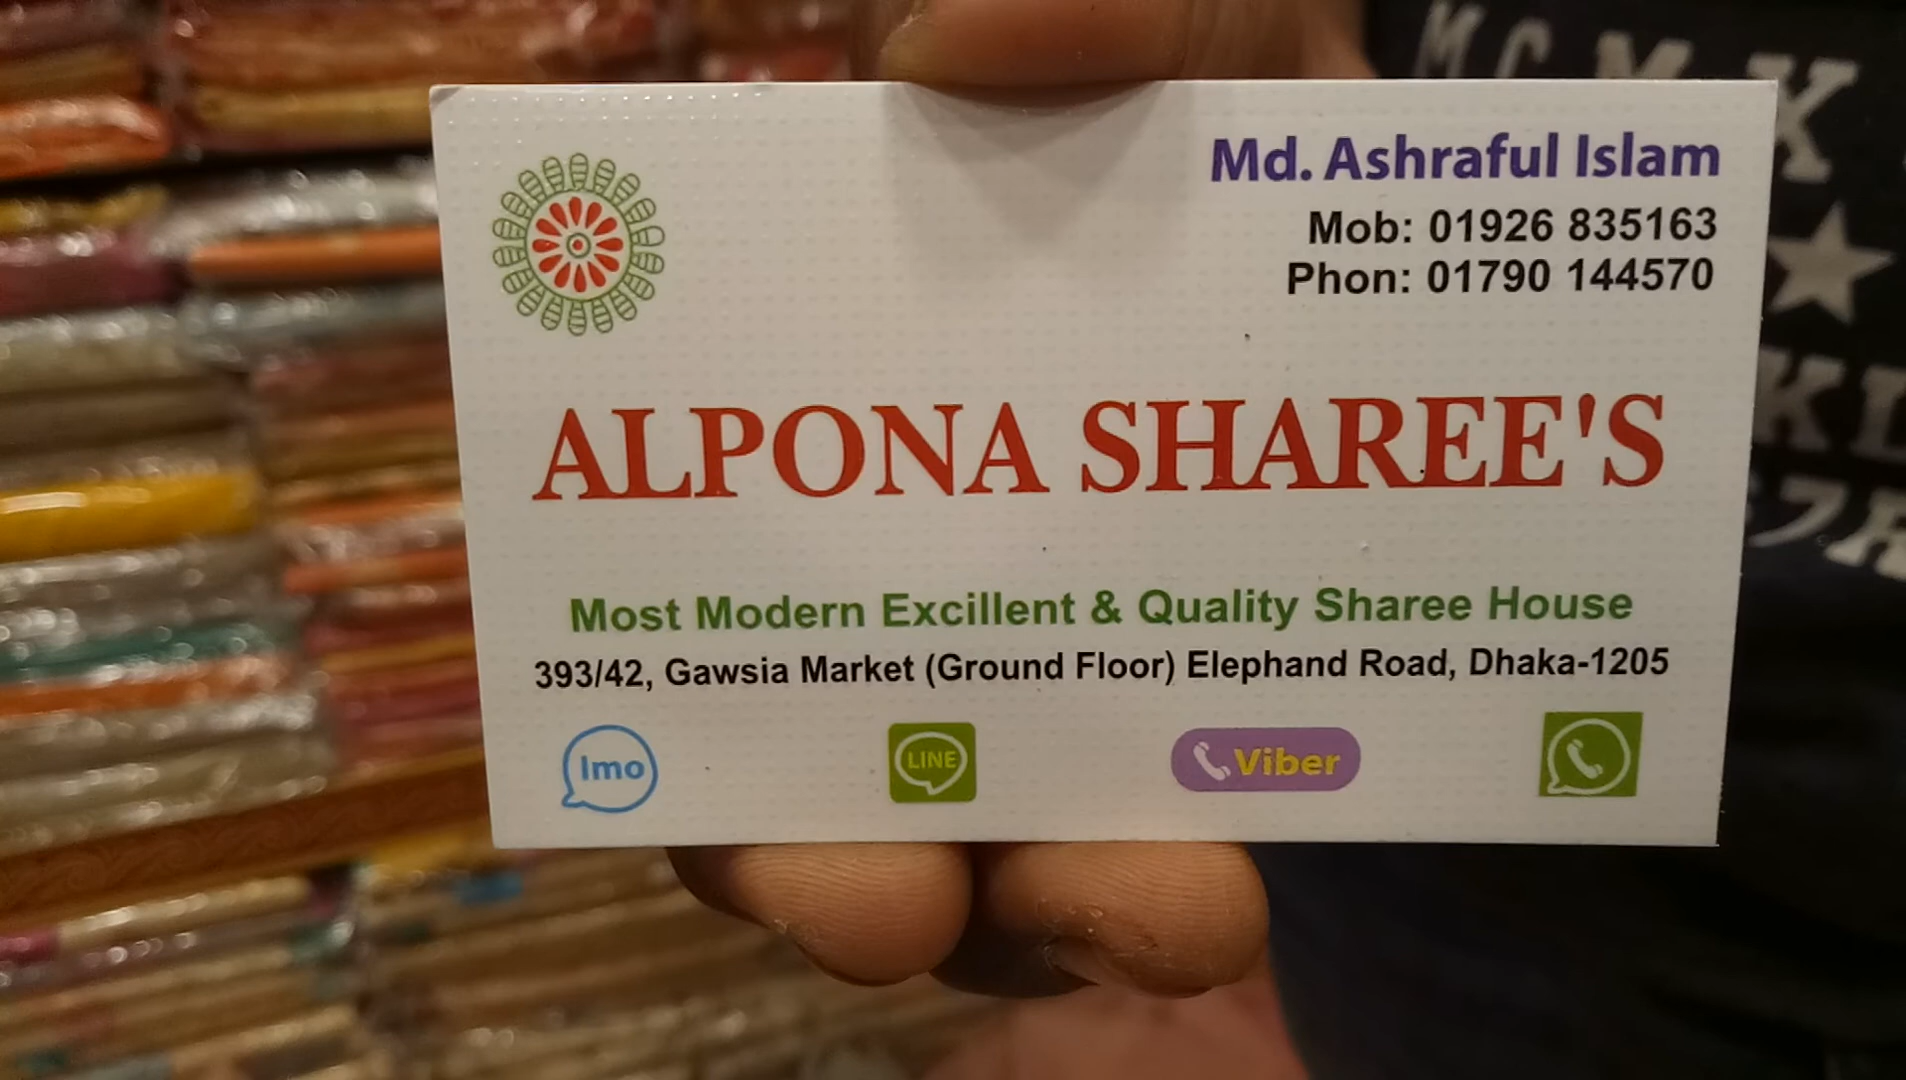 Md. Ashraful Islam
Mob: 01926 835163
Phon: 01790 144570
ALPONA SHAREE'S
Most Modern Excillent & Quality Sharee House
393/42, Gawsia Market (Ground Floor) Elephand Road, Dhaka-1205
Imo
LINE
Viber